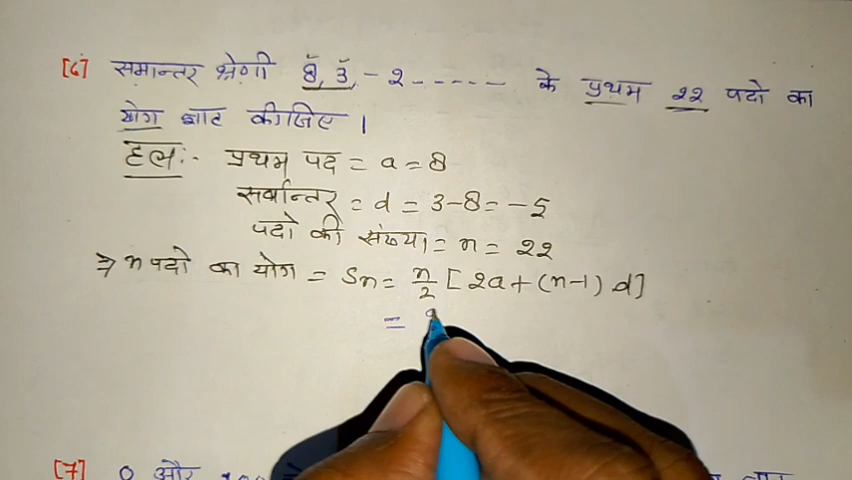 [6] समान्तर श्रेणी 8, 3, -2 ----- के प्रथम 22 पदो का
योग ज्ञात कीजिए ।
हल:- प्रथम पद = a = 8
सर्वान्तर = d = 3-8 = -5
पदो की संख्या = n = 22
⇒ n पदो का योग = Sn = n/2 [2a+(n-1) d]
=
[7] 0 और